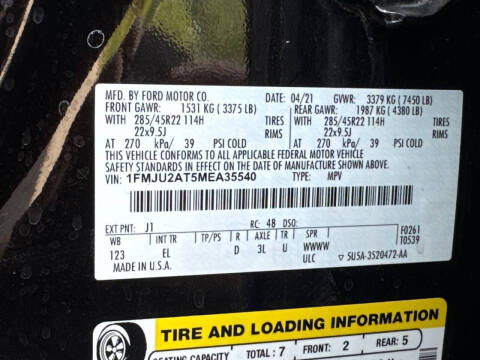 MFD. BY FORD MOTOR CO. DATE: 04/21 GVWR: 3379 KG (7450 LB)
FRONT GAWR: 1531 KG (3375 LB) REAR GAWR: 1987 KG (4380 LB)
285/45R22 114H TIRES 285/45R22 114H TIRES
22x9.5J RIMS 22x9.5J RIMS
AT 270 kPa/ 39 PSI COLD AT 270 kPa/ 39 PSI COLD
THIS VEHICLE CONFORMS TO ALL APPLICABLE FEDERAL MOTOR VEHICLE
SAFETY STANDARDS IN EFFECT ON THE DATE OF MANUFACTURE SHOWN ABOVE.
VIN: 1FMJU2AT5MEA35540 TYPE: MPV
EXT PNT: J1 RC: 48 DSO: F0261
WB INT TR TP/PS R AXLE TR SPR T0539
123 EL D 3L U WWWW
MADE IN U.S.A. ULC ▽ 5U5A-3520472-AA
TIRE AND LOADING INFORMATION
SEATING CAPACITY TOTAL: 7 FRONT: 2 REAR: 5